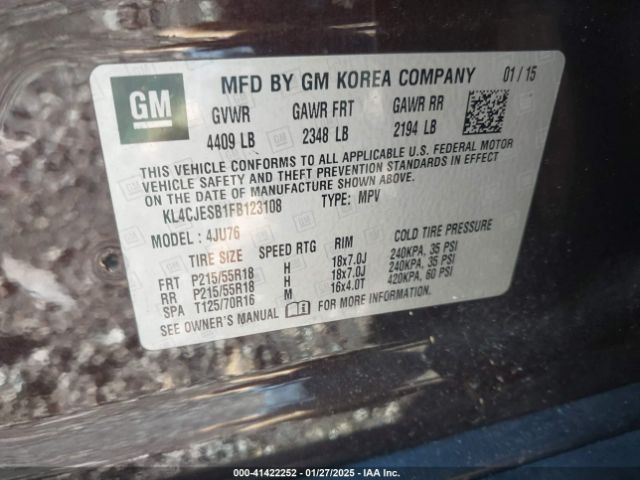 GM
MFD BY GM KOREA COMPANY 01 / 15
GVWR GAWR FRT GAWR RR
4409 LB 2348 LB 2194 LB
THIS VEHICLE CONFORMS TO ALL APPLICABLE U.S. FEDERAL MOTOR
VEHICLE SAFETY AND THEFT PREVENTION STANDARDS IN EFFECT
ON THE DATE OF MANUFACTURE SHOWN ABOVE.
KL4CJESB1FB123108 TYPE: MPV
MODEL : 4JU76
TIRE SIZE SPEED RTG RIM COLD TIRE PRESSURE
FRT P215/55R18 H 18x7.0J 240KPA, 35 PSI
RR P215/55R18 H 18x7.0J 240KPA, 35 PSI
SPA T125/70R16 M 16x4.0T 420KPA, 60 PSI
SEE OWNER'S MANUAL FOR MORE INFORMATION.
000-41422252 - 01/27/2025 - IAA Inc.